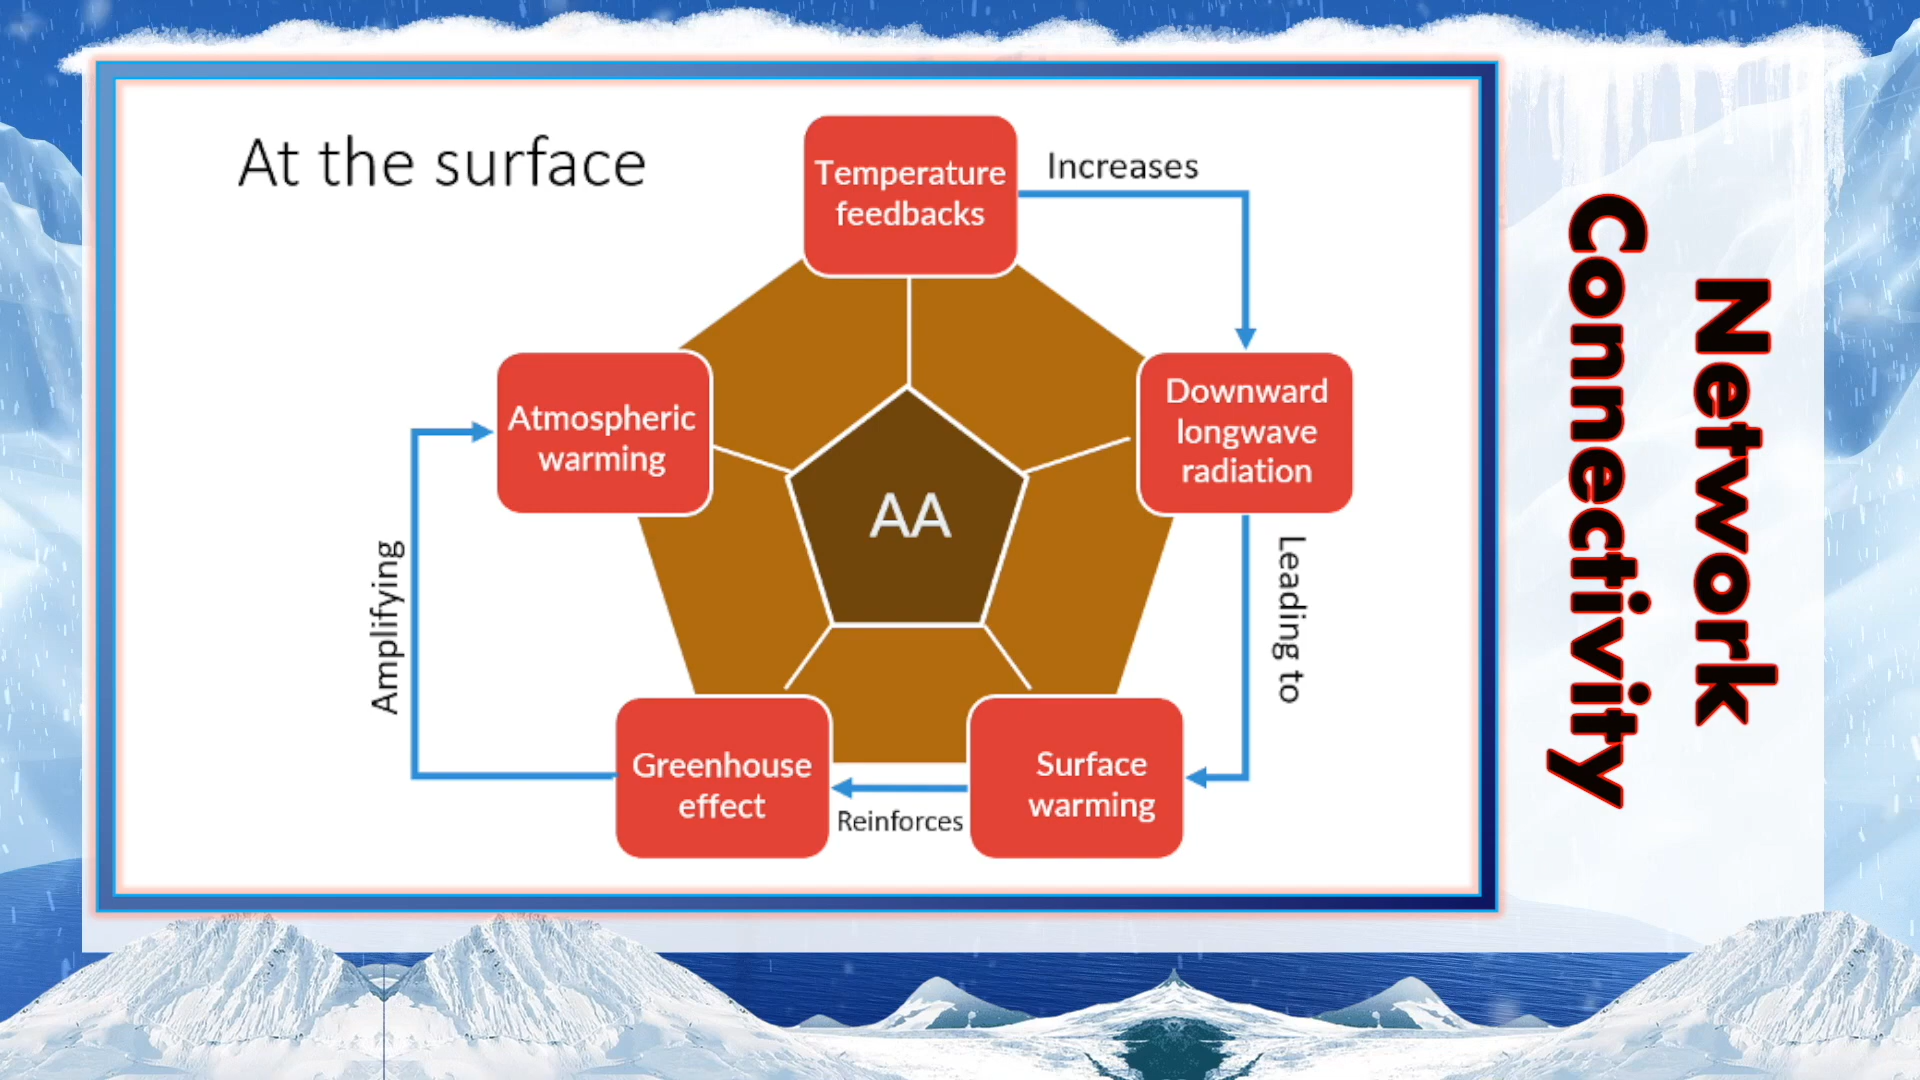 At the surface
Temperature
feedbacks
Increases
Downward
longwave
radiation
Leading to
Surface
warming
Reinforces
Greenhouse
effect
Amplifying
Atmospheric
warming
AA
Network
Connectivity